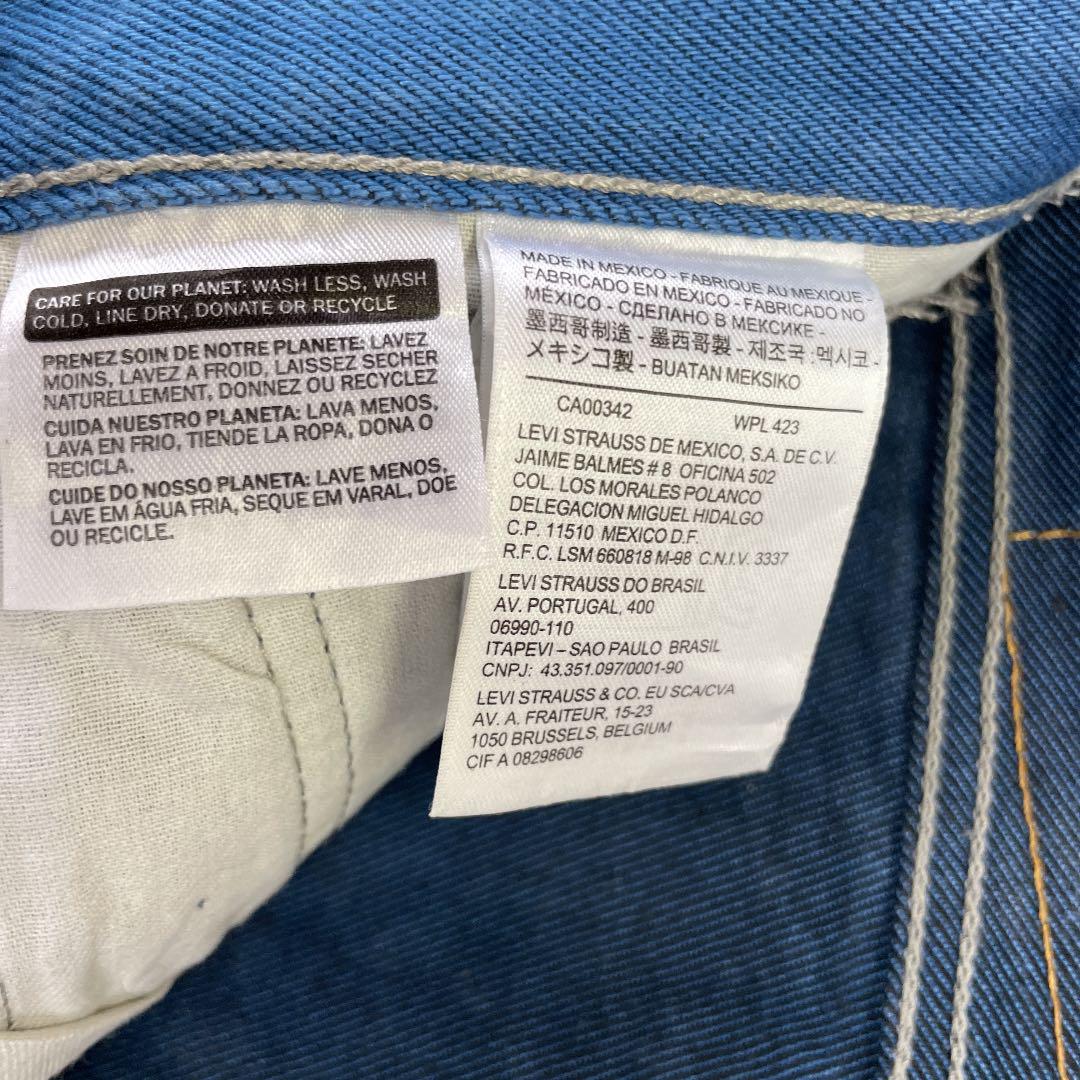 CARE FOR OUR PLANET: WASH LESS, WASH
COLD, LINE DRY, DONATE OR RECYCLE
PRENEZ SOIN DE NOTRE PLANETE: LAVEZ
MOINS, LAVEZ A FROID, LAISSEZ SECHER
NATURELLEMENT, DONNEZ OU RECYCLEZ
CUIDA NUESTRO PLANETA: LAVA MENOS,
LAVA EN FRIO, TIENDE LA ROPA, DONA O
RECICLA.
CUIDE DO NOSSO PLANETA: LAVE MENOS,
LAVE EM ÁGUA FRIA, SEQUE EM VARAL, DOE
OU RECICLE.
MADE IN MEXICO - FABRIQUE AU MEXIQUE -
FABRICADO EN MEXICO - FABRICADO NO
MÉXICO - СДЕЛАНО В МЕКСИКЕ -
墨西哥制造 - 墨西哥製 - 제조국 :멕시코 -
メキシコ製 - BUATAN MEKSIKO
CA00342 WPL 423
LEVI STRAUSS DE MEXICO, S.A. DE C.V.
JAIME BALMES # 8 OFICINA 502
COL. LOS MORALES POLANCO
DELEGACION MIGUEL HIDALGO
C.P. 11510 MEXICO D.F.
R.F.C. LSM 660818 M-98 C.N.I.V. 3337
LEVI STRAUSS DO BRASIL
AV. PORTUGAL, 400
06990-110
ITAPEVI – SAO PAULO BRASIL
CNPJ: 43.351.097/0001-90
LEVI STRAUSS & CO. EU SCA/CVA
AV. A. FRAITEUR, 15-23
1050 BRUSSELS, BELGIUM
CIF A 08298606